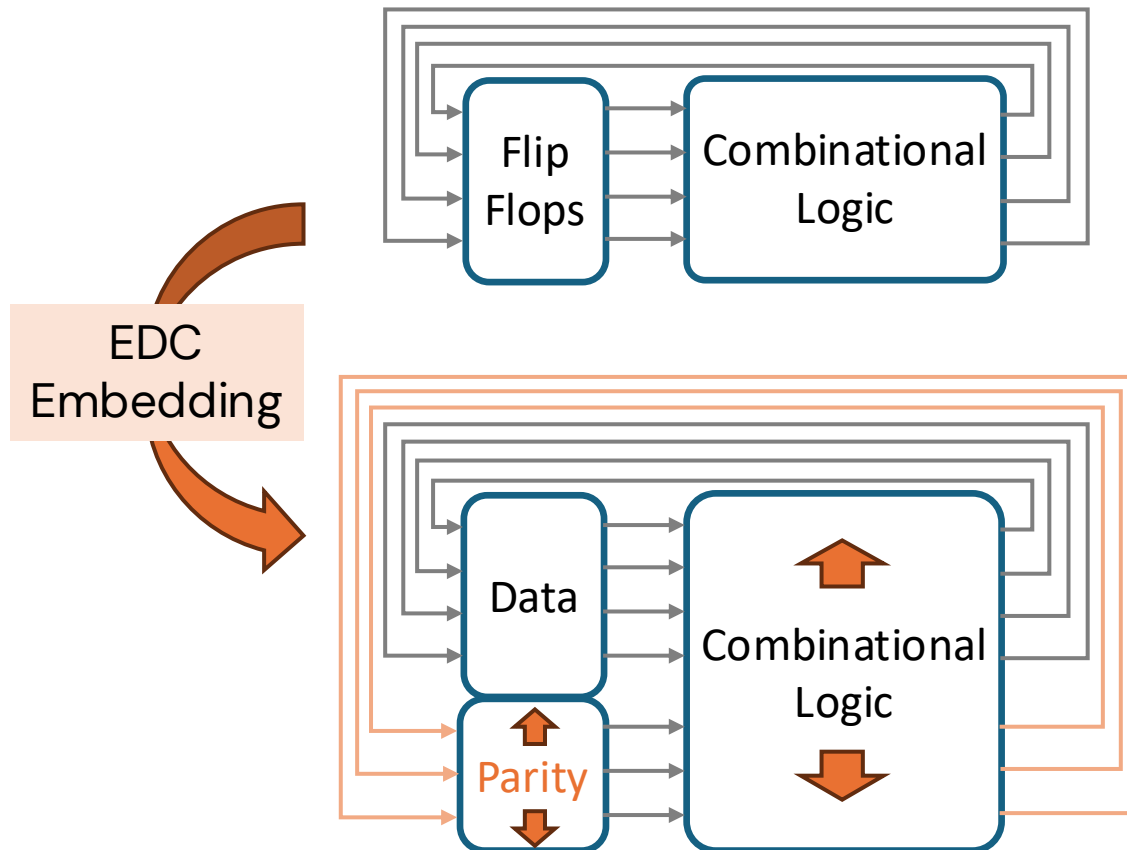 Flip
Flops
Combinational
Logic
EDC
Embedding
Data
Combinational
Logic
Parity